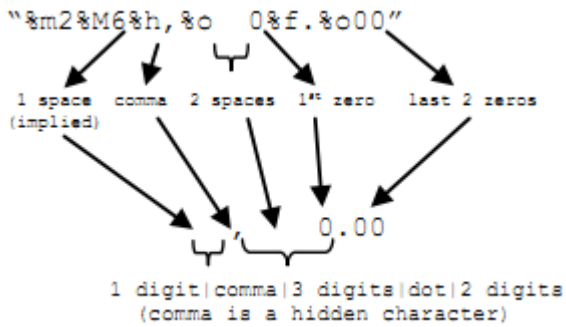 “%m2%M6%h,%o  0%f.%o00”
1 space comma 2 spaces 1st zero last 2 zeros
(implied)
, 0.00
1 digit|comma|3 digits|dot|2 digits
(comma is a hidden character)